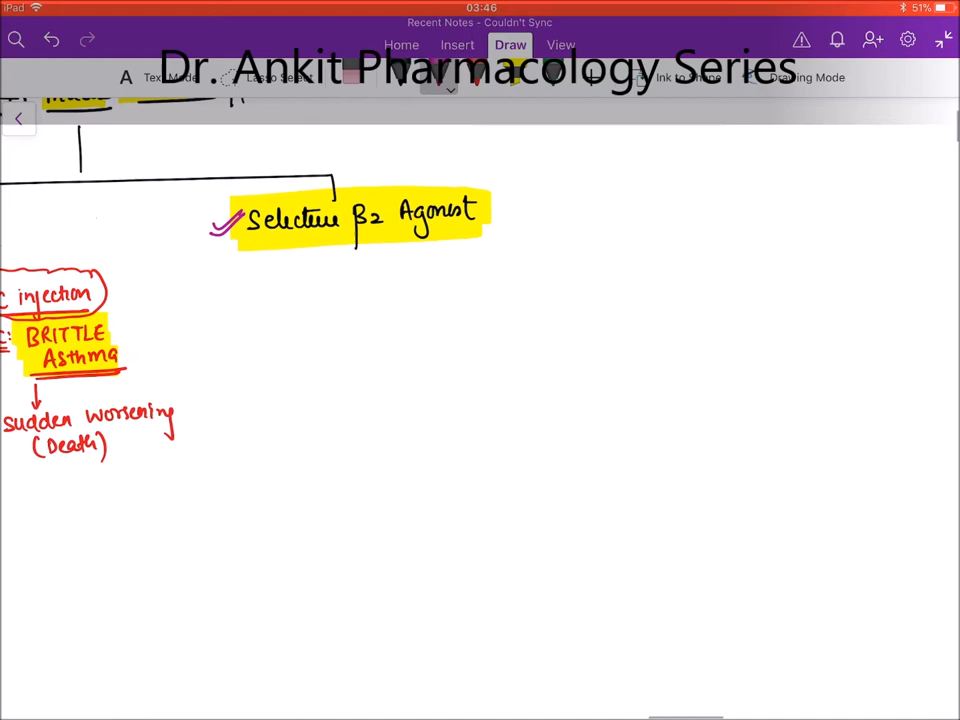 iPad
03:46
51%
Recent Notes - Couldn't Sync
Home Insert Draw View
Dr. Ankit Pharmacology Series
A Text Mode Lasso Select Ink to Shape Drawing Mode
Selective β2 Agonist
C injection
C: BRITTLE
Asthma
sudden worsening
(Death)